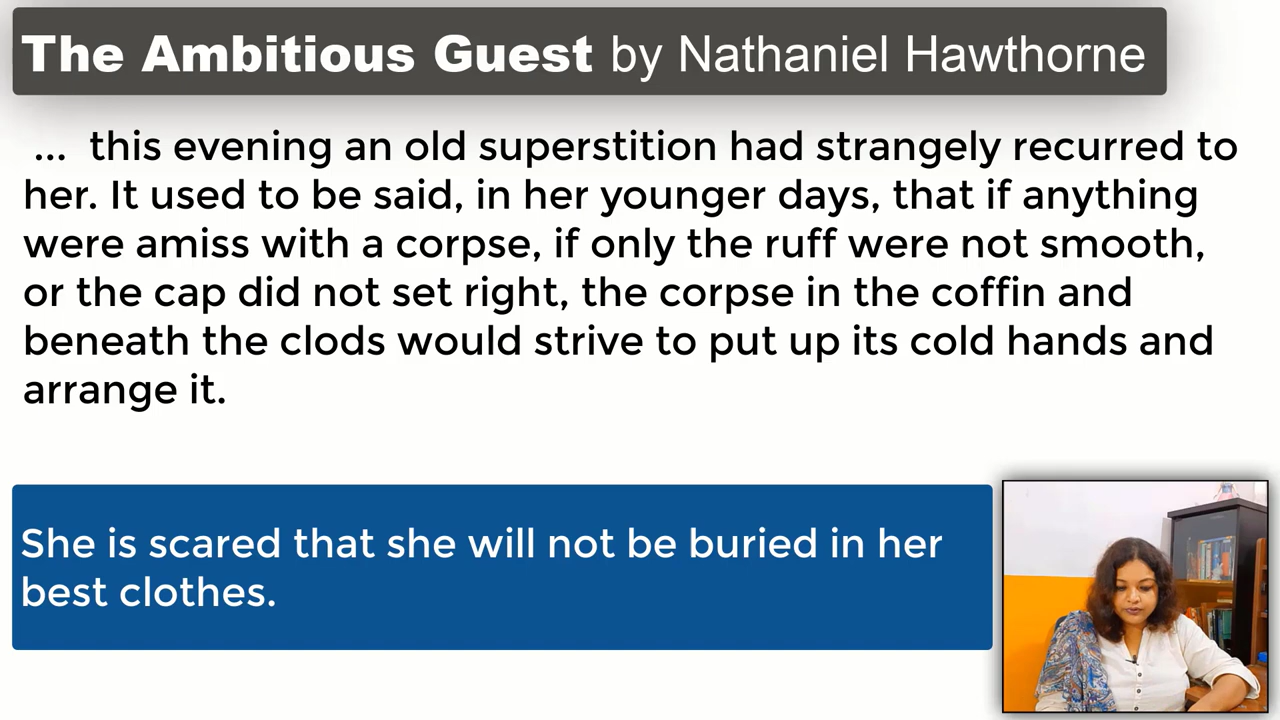 The Ambitious Guest by Nathaniel Hawthorne
... this evening an old superstition had strangely recurred to
her. It used to be said, in her younger days, that if anything
were amiss with a corpse, if only the ruff were not smooth,
or the cap did not set right, the corpse in the coffin and
beneath the clods would strive to put up its cold hands and
arrange it.
She is scared that she will not be buried in her
best clothes.